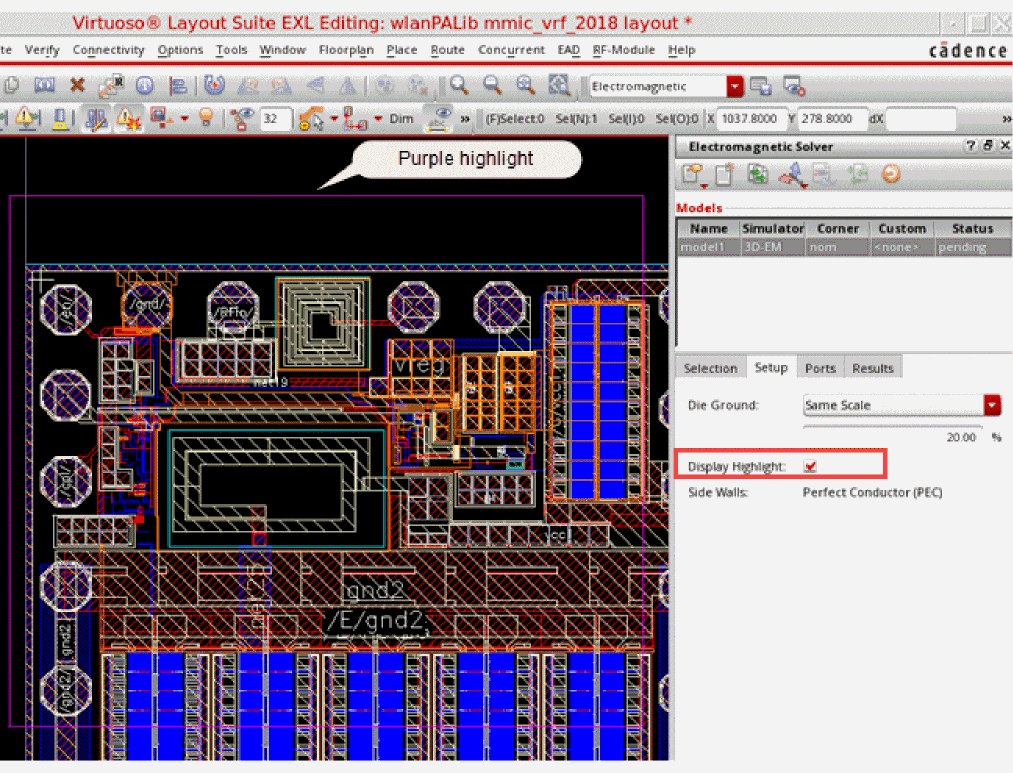 Virtuoso® Layout Suite EXL Editing: wlanPALib mmic_vrf_2018 layout *
te Verify Connectivity Options Tools Window Floorplan Place Route Concurrent EAD RF-Module Help
cādence
Electromagnetic
32 Dim abc » (F)Select:0 Sel(N):1 Sel(I):0 Sel(O):0 X 1037.8000 Y 278.8000 dX »
Electromagnetic Solver
Purple highlight
Models
Name Simulator Corner Custom Status
model1 3D-EM nom <none> pending
Selection Setup Ports Results
Die Ground: Same Scale
20.00 %
Display Highlight:
Side Walls: Perfect Conductor (PEC)
/gnd/
/RFin
vreg
net19
vcc
gnd2
/E/gnd2
gnd2
/gnd2/